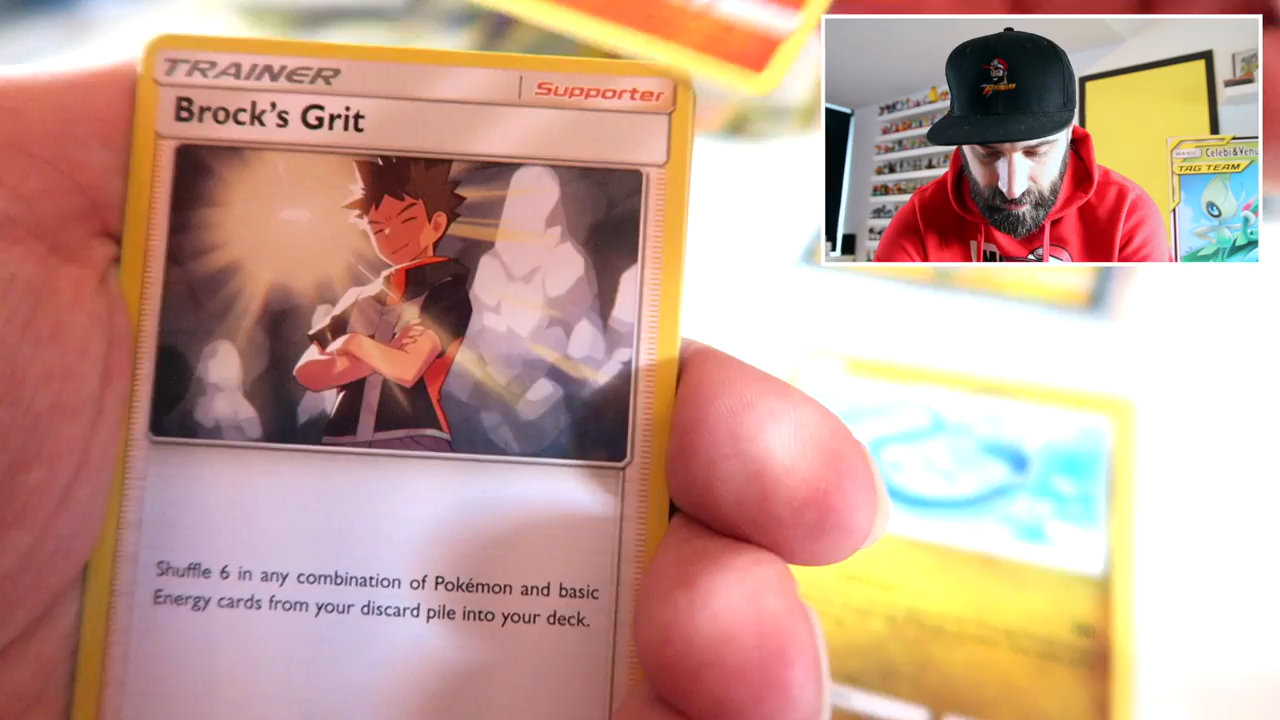 TRAINER
Supporter
Brock's Grit
Shuffle 6 in any combination of Pokémon and basic
Energy cards from your discard pile into your deck.
BASIC Celebi&Venu
TAG TEAM